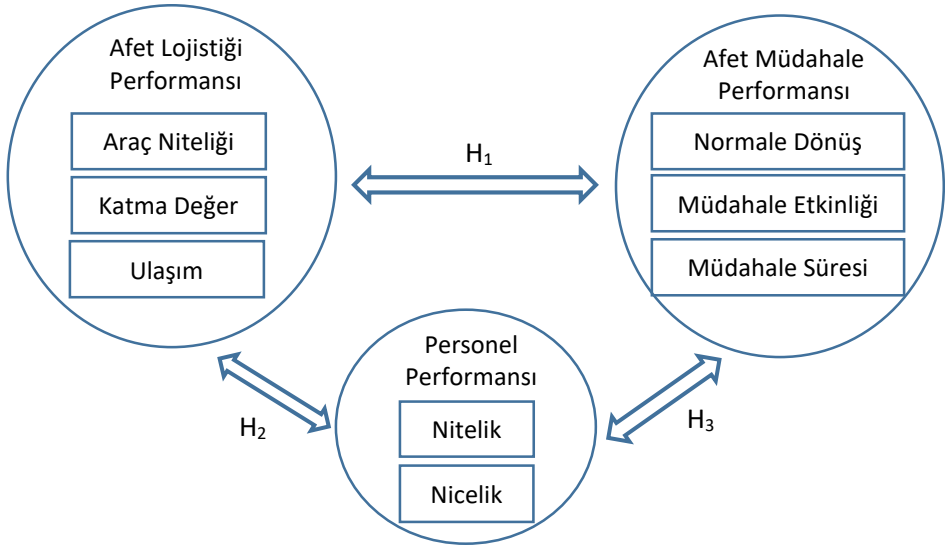 Afet Lojistiği
Performansı
Araç Niteliği
Katma Değer
Ulaşım
H1
Afet Müdahale
Performansı
Normale Dönüş
Müdahale Etkinliği
Müdahale Süresi
H2
Personel
Performansı
Nitelik
Nicelik
H3